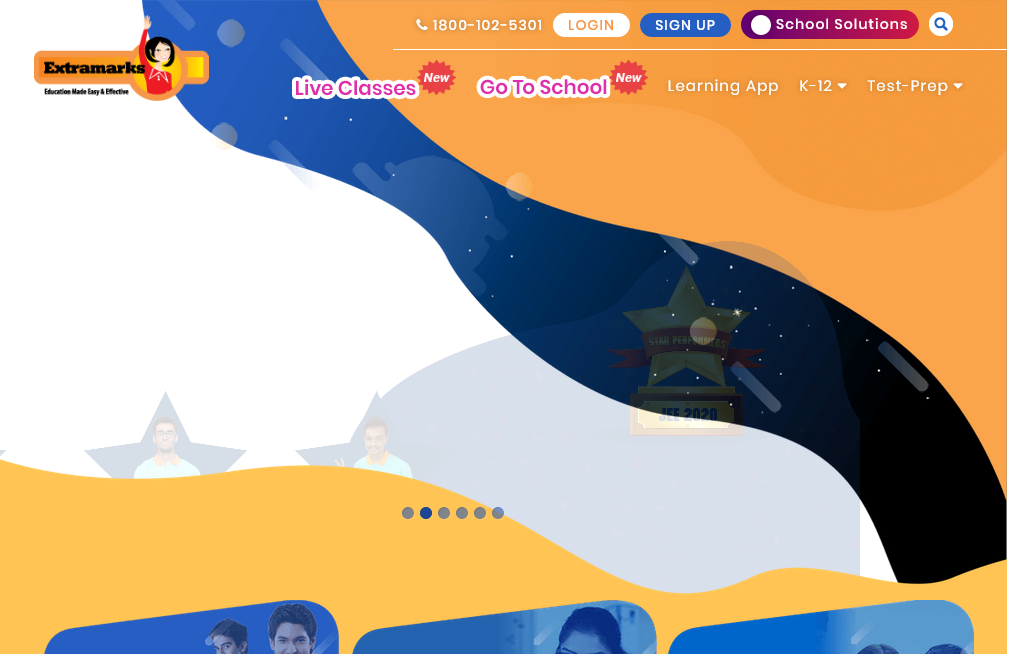 1800-102-5301
LOGIN
SIGN UP
School Solutions
Extramarks
Education Made Easy & Effective
Live Classes
New
Go To School
New
Learning App
K-12
Test-Prep
STAR PERFORMERS
JEE 2020